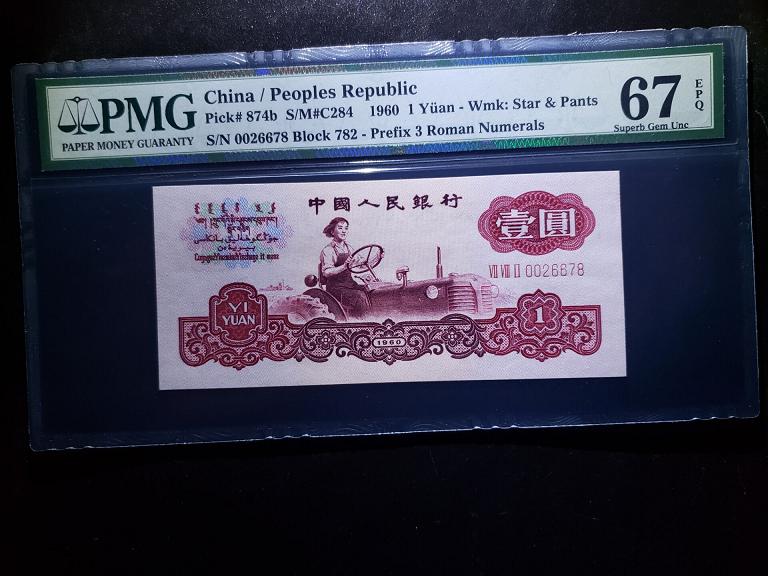 PMG
PAPER MONEY GUARANTY
China / Peoples Republic
Pick# 874b S/M#C284 1960 1 Yüan - Wmk: Star & Pants
S/N 0026678 Block 782 - Prefix 3 Roman Numerals
67
EPQ
Superb Gem Unc
中國人民銀行
壹圓
VII VIII II 0026678
YI
YUAN
1960
1